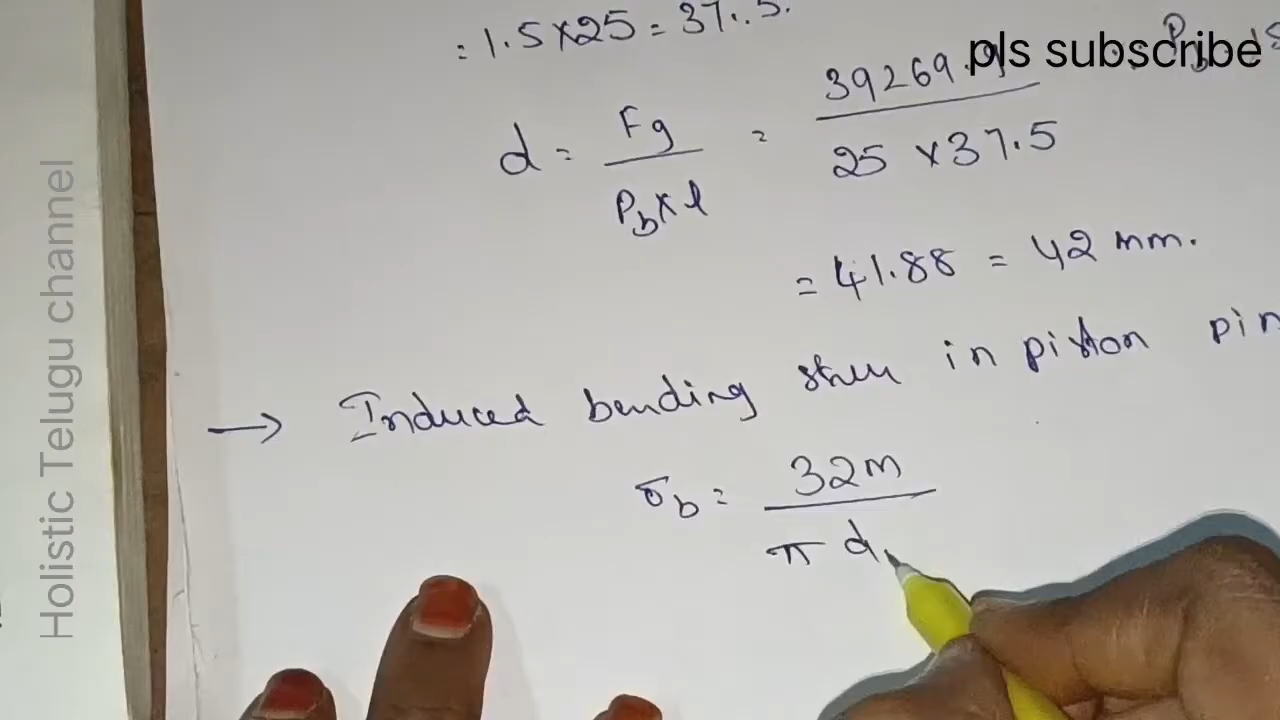 = 1.5×25 = 37.5.
pls subscribe
d = Fg / Pb×l = 39269.9 / 25 ×37.5
= 41.88 = 42 mm.
→ Induced bending stress in piston pin
σb = 32m / π d
Holistic Telugu channel